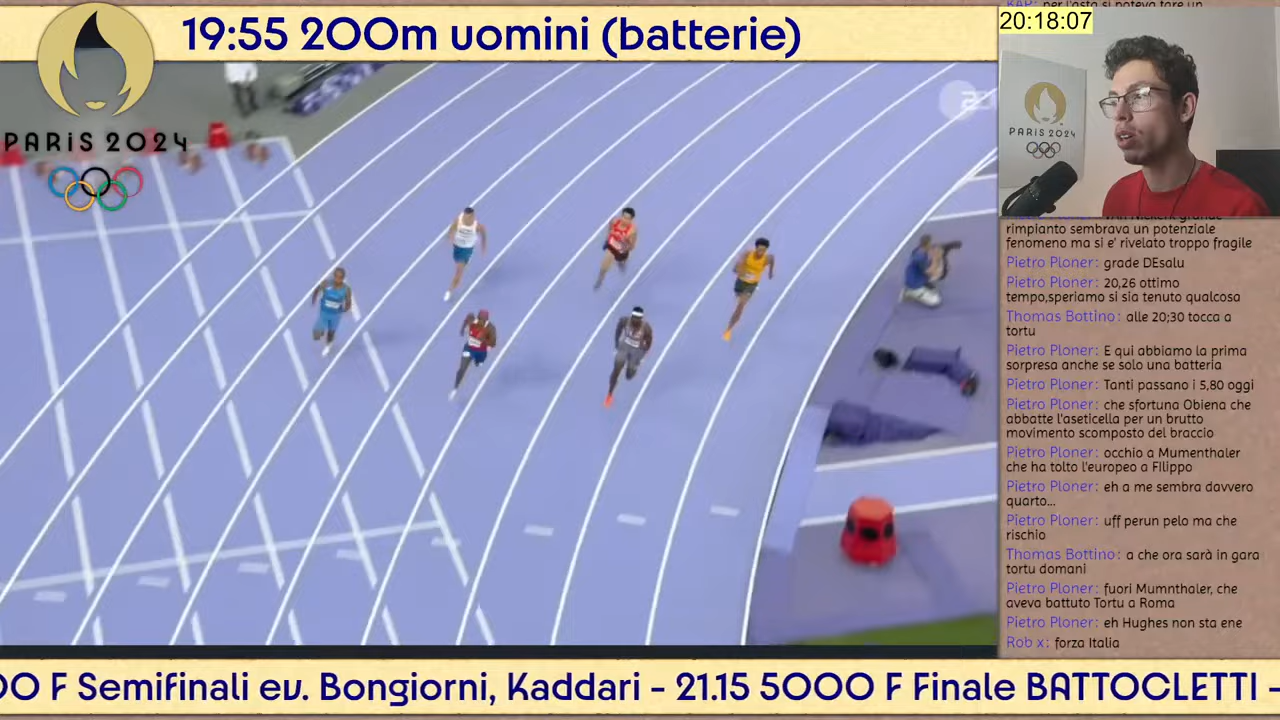 19:55 200m uomini (batterie)
PARIS 2024
20:18:07
PARIS 2024
rimpianto sembrava un potenziale
fenomeno ma si e' rivelato troppo fragile
Pietro Ploner: grade DEsalu
Pietro Ploner: 20,26 ottimo
tempo,speriamo si sia tenuto qualcosa
Thomas Bottino: alle 20;30 tocca a
tortu
Pietro Ploner: E qui abbiamo la prima
sorpresa anche se solo una batteria
Pietro Ploner: Tanti passano i 5,80 oggi
Pietro Ploner: che sfortuna Obiena che
abbatte l'aseticella per un brutto
movimento scomposto del braccio
Pietro Ploner: occhio a Mumenthaler
che ha tolto l'europeo a FIlippo
Pietro Ploner: eh a me sembra davvero
quarto...
Pietro Ploner: uff perun pelo ma che
rischio
Thomas Bottino: a che ora sarà in gara
tortu domani
Pietro Ploner: fuori Mumnthaler, che
aveva battuto Tortu a Roma
Pietro Ploner: eh Hughes non sta ene
Rob x: forza Italia
00 F Semifinali ev. Bongiorni, Kaddari - 21.15 5000 F Finale BATTOCLETTI -